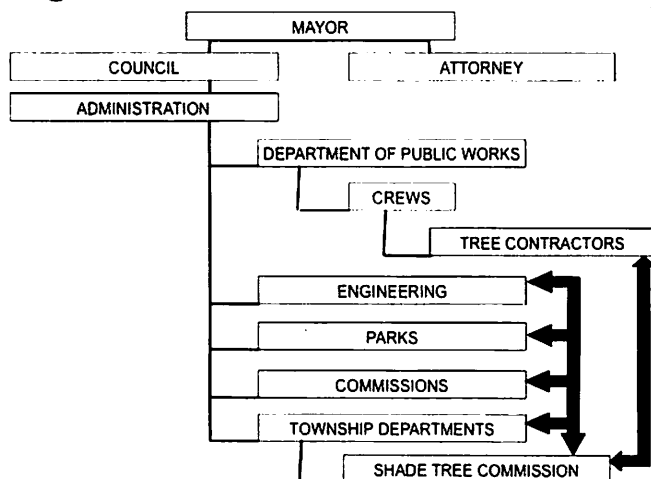 MAYOR
COUNCIL
ATTORNEY
ADMINISTRATION
DEPARTMENT OF PUBLIC WORKS
CREWS
TREE CONTRACTORS
ENGINEERING
PARKS
COMMISSIONS
TOWNSHIP DEPARTMENTS
SHADE TREE COMMISSION